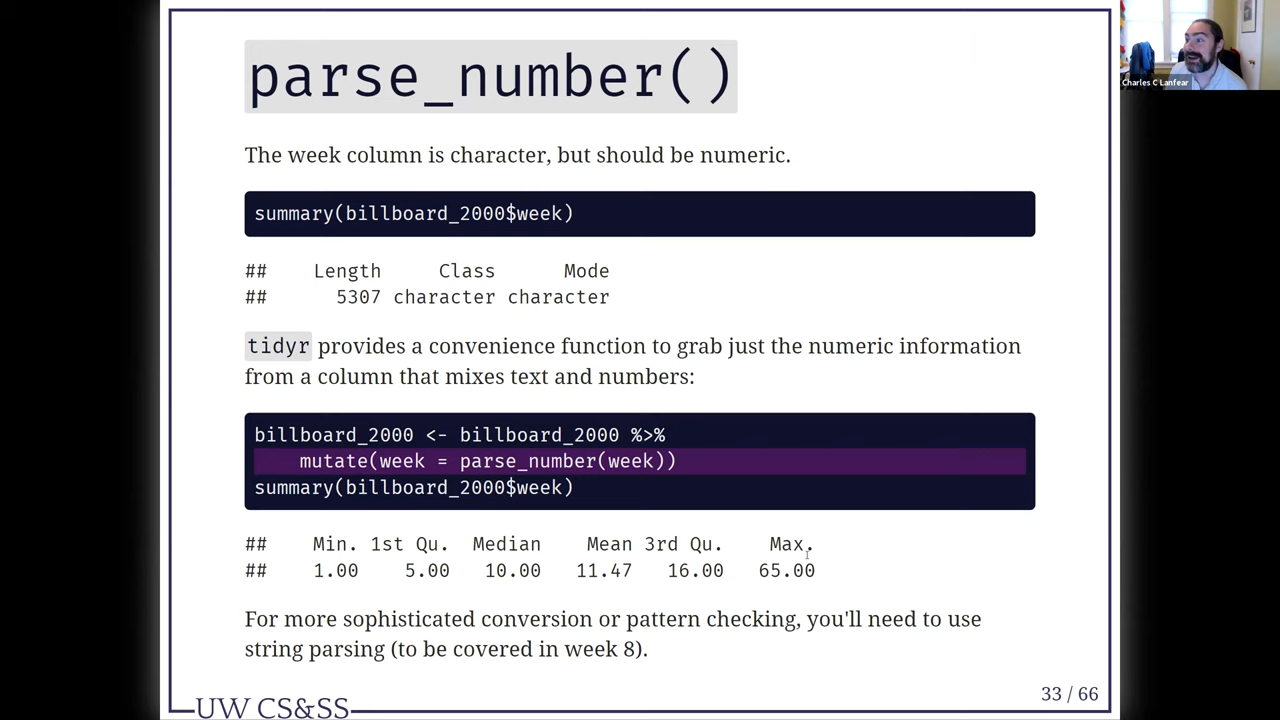 parse_number()
Charles C Lanfear
The week column is character, but should be numeric.
summary(billboard_2000$week)
##    Length     Class      Mode
##      5307 character character
tidyr provides a convenience function to grab just the numeric information
from a column that mixes text and numbers:
billboard_2000 <- billboard_2000 %>%
    mutate(week = parse_number(week))
summary(billboard_2000$week)
##    Min. 1st Qu.  Median    Mean 3rd Qu.    Max.
##    1.00    5.00   10.00   11.47   16.00   65.00
For more sophisticated conversion or pattern checking, you'll need to use
string parsing (to be covered in week 8).
33 / 66
UW CS&SS